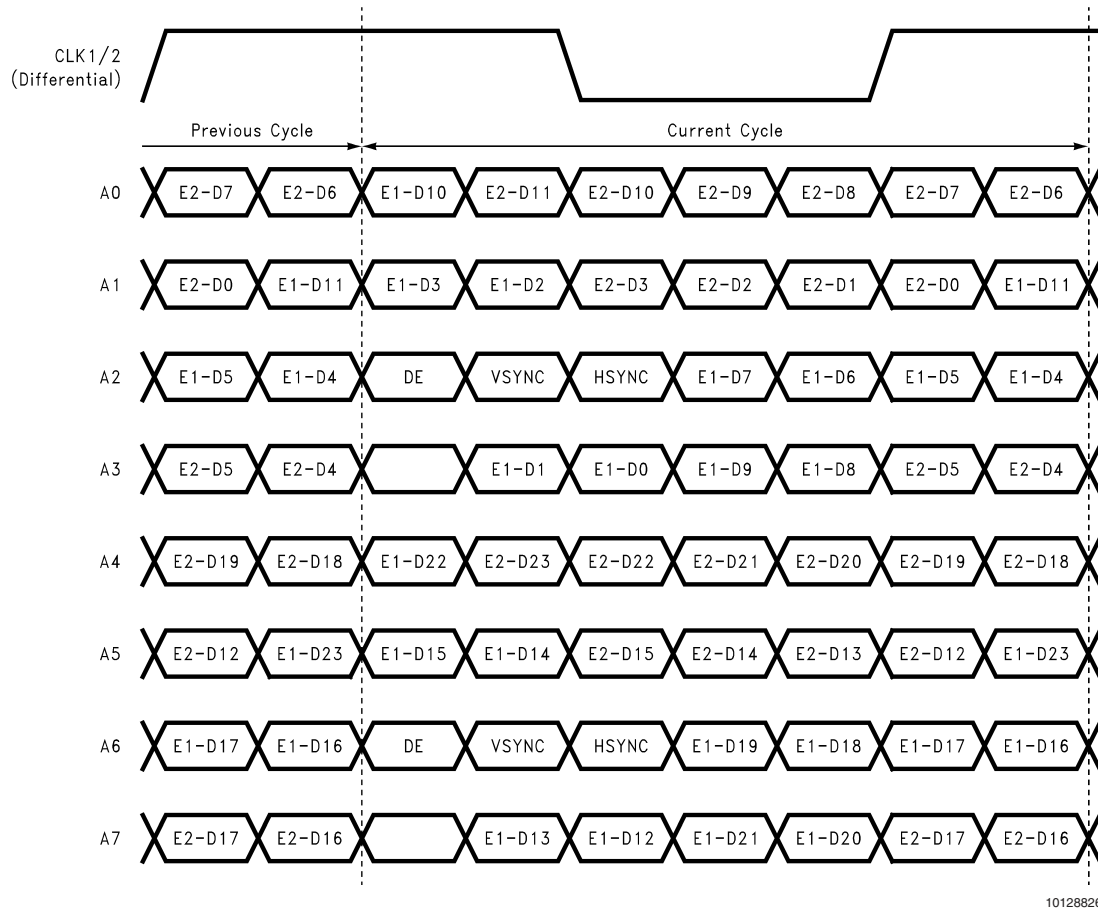 CLK1/2
(Differential)
Previous Cycle
Current Cycle
A0 E2-D7 E2-D6 E1-D10 E2-D11 E2-D10 E2-D9 E2-D8 E2-D7 E2-D6
A1 E2-D0 E1-D11 E1-D3 E1-D2 E2-D3 E2-D2 E2-D1 E2-D0 E1-D11
A2 E1-D5 E1-D4 DE VSYNC HSYNC E1-D7 E1-D6 E1-D5 E1-D4
A3 E2-D5 E2-D4 E1-D1 E1-D0 E1-D9 E1-D8 E2-D5 E2-D4
A4 E2-D19 E2-D18 E1-D22 E2-D23 E2-D22 E2-D21 E2-D20 E2-D19 E2-D18
A5 E2-D12 E1-D23 E1-D15 E1-D14 E2-D15 E2-D14 E2-D13 E2-D12 E1-D23
A6 E1-D17 E1-D16 DE VSYNC HSYNC E1-D19 E1-D18 E1-D17 E1-D16
A7 E2-D17 E2-D16 E1-D13 E1-D12 E1-D21 E1-D20 E2-D17 E2-D16
10128826